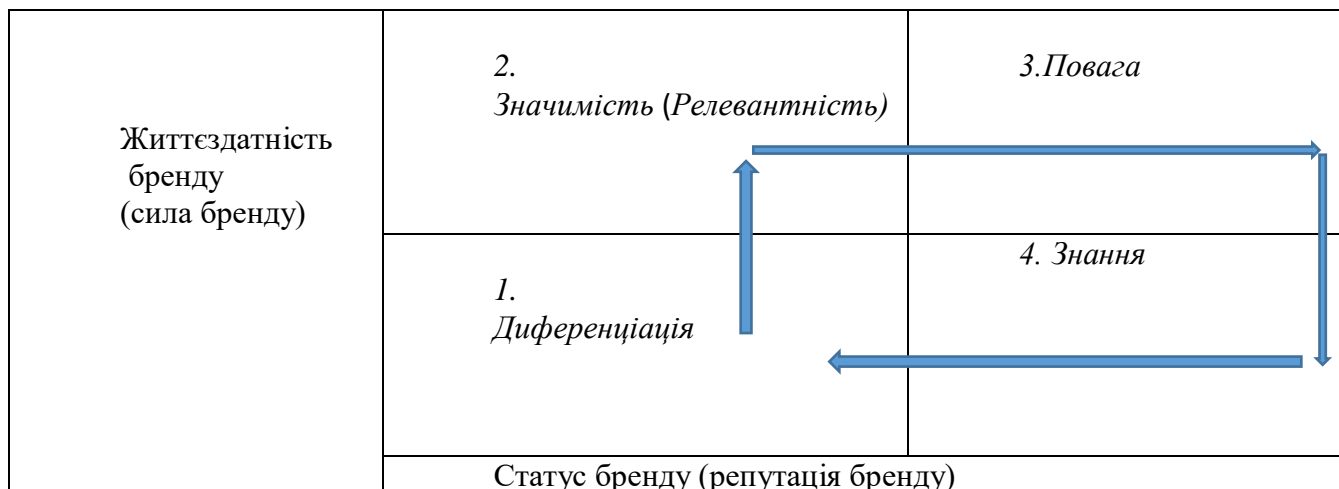 Життєздатність
бренду
(сила бренду)
2.
Значимість (Релевантність)
3.Повага
1.
Диференціація
4. Знання
Статус бренду (репутація бренду)